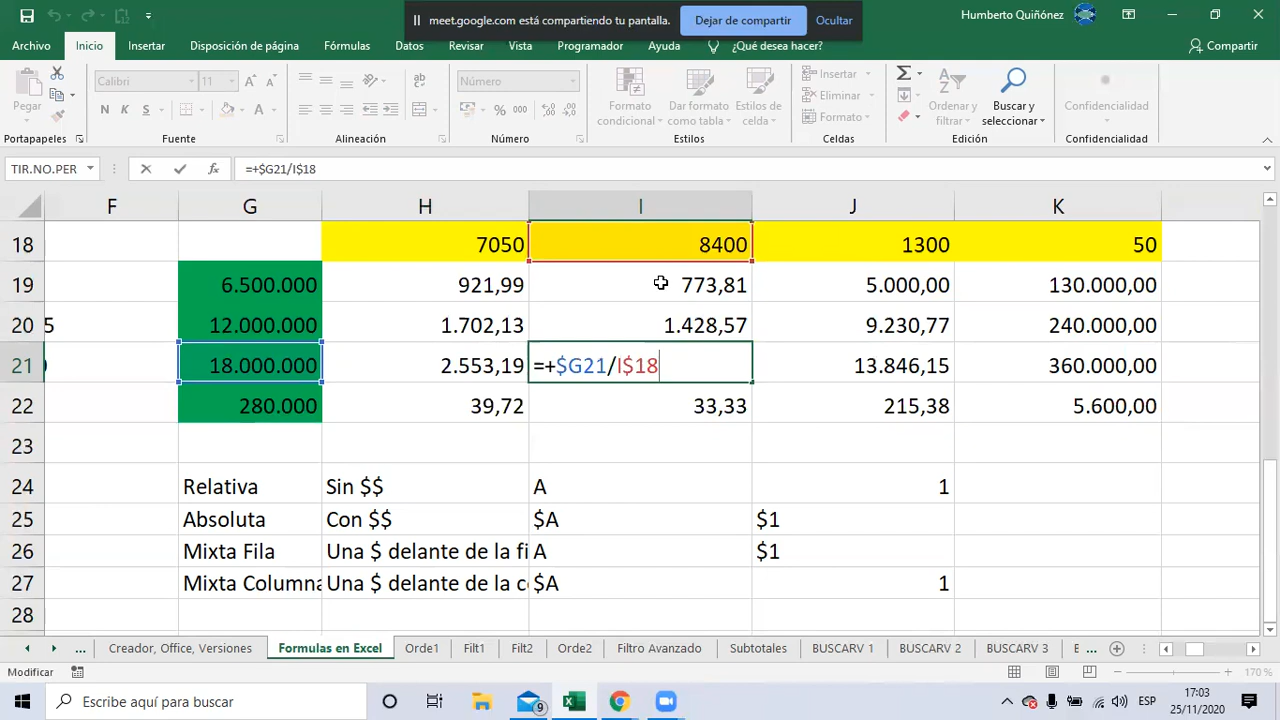 meet.google.com está compartiendo tu pantalla. Dejar de compartir Ocultar
Humberto Quiñónez
Archivo Inicio Insertar Disposición de página Fórmulas Datos Revisar Vista Programador Ayuda ¿Qué desea hacer? Compartir
Pegar
Calibri 11
N K S
Número
% 000
Formato condicional
Dar formato como tabla
Estilos de celda
Insertar
Eliminar
Formato
Ordenar y filtrar
Buscar y seleccionar
Confidencialidad
Portapapeles Fuente Alineación Número Estilos Celdas Edición Confidencialidad
TIR.NO.PER fx =+$G21/I$18
F G H I J K
18 7050 8400 1300 50
19 6.500.000 921,99 773,81 5.000,00 130.000,00
20 5 12.000.000 1.702,13 1.428,57 9.230,77 240.000,00
21 18.000.000 2.553,19 =+$G21/I$18 13.846,15 360.000,00
22 280.000 39,72 33,33 215,38 5.600,00
23
24 Relativa Sin $$ A 1
25 Absoluta Con $$ $A $1
26 Mixta Fila Una $ delante de la fi A $1
27 Mixta Columna Una $ delante de la c $A 1
28
... Creador, Office, Versiones Formulas en Excel Orde1 Filt1 Filt2 Orde2 Filtro Avanzado Subtotales BUSCARV 1 BUSCARV 2 BUSCARV 3 E ...
Modificar 170 %
Escribe aquí para buscar 9 ESP 17:03
25/11/2020